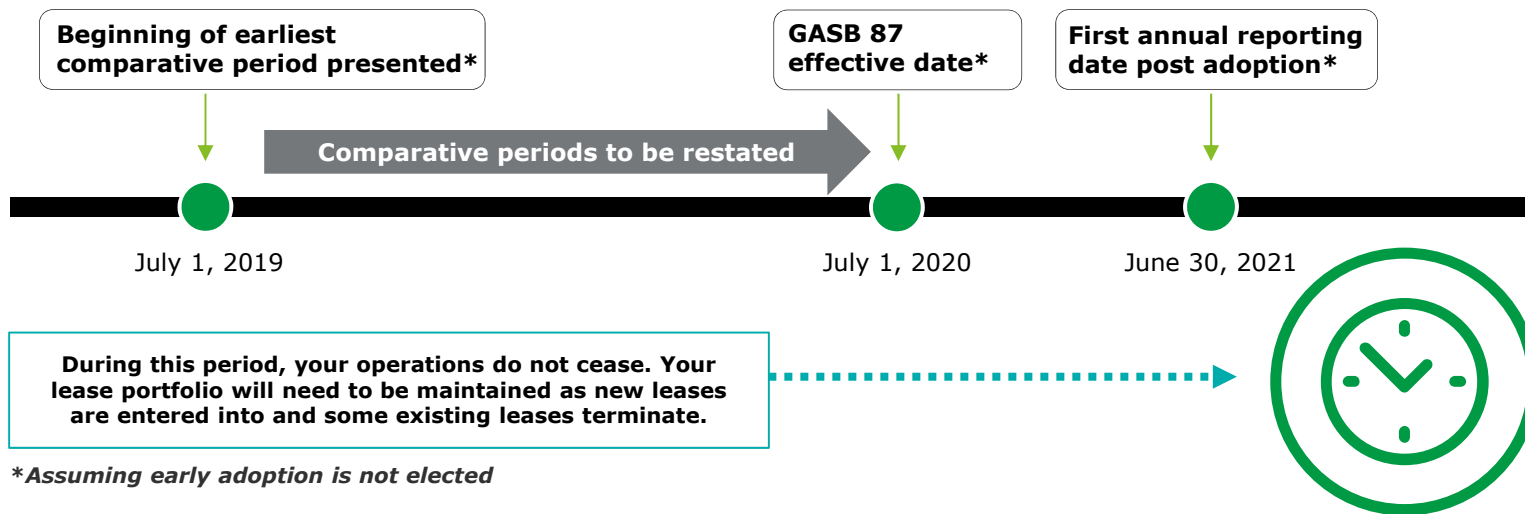 Beginning of earliest
comparative period presented*
GASB 87
effective date*
First annual reporting
date post adoption*
Comparative periods to be restated
July 1, 2019
July 1, 2020
June 30, 2021
During this period, your operations do not cease. Your
lease portfolio will need to be maintained as new leases
are entered into and some existing leases terminate.
*Assuming early adoption is not elected